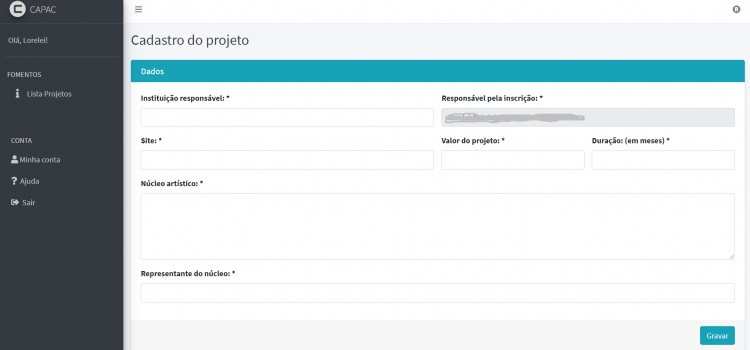 CAPAC
Olá, Lorelei!
FOMENTOS
Lista Projetos
CONTA
Minha conta
Ajuda
Sair
Cadastro do projeto
Dados
Instituição responsável: *
Responsável pela inscrição: *
Site: *
Valor do projeto: *
Duração: (em meses) *
Núcleo artístico: *
Representante do núcleo: *
Gravar